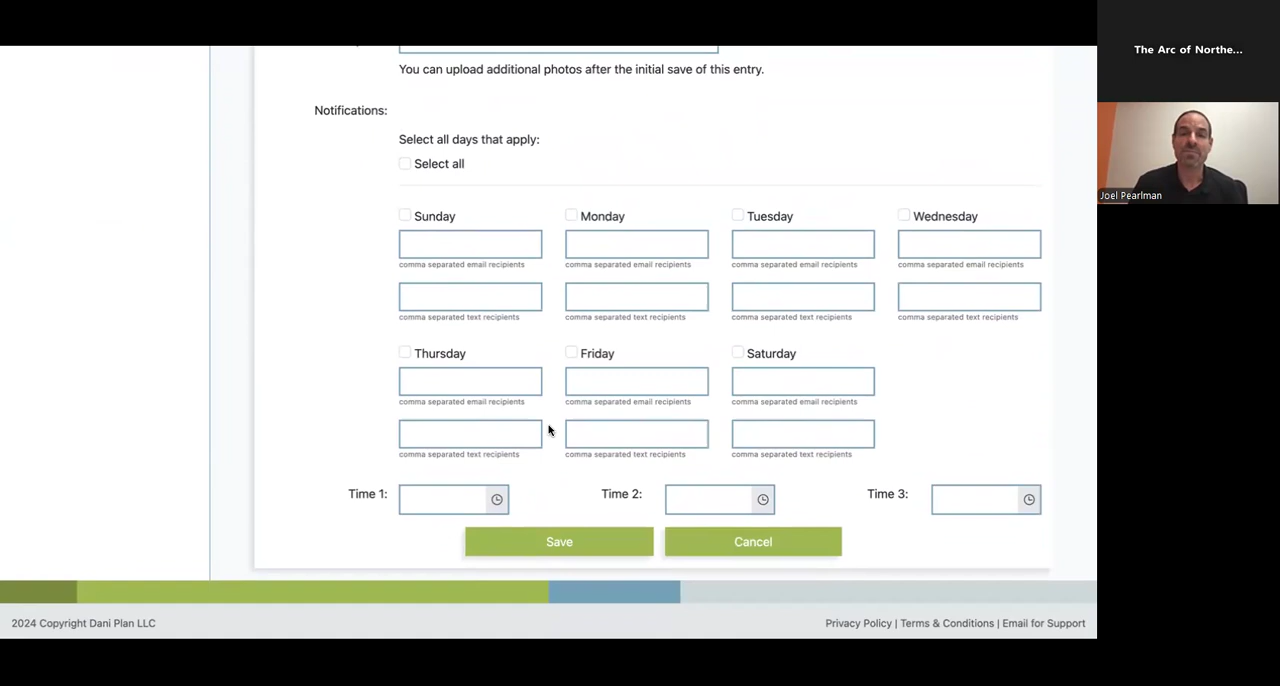 The Arc of Northe...
You can upload additional photos after the initial save of this entry.
Joel Pearlman
Notifications:
Select all days that apply:
Select all
Sunday Monday Tuesday Wednesday
comma separated email recipients comma separated email recipients comma separated email recipients comma separated email recipients
comma separated text recipients comma separated text recipients comma separated text recipients comma separated text recipients
Thursday Friday Saturday
comma separated email recipients comma separated email recipients comma separated email recipients
comma separated text recipients comma separated text recipients comma separated text recipients
Time 1: Time 2: Time 3:
Save Cancel
2024 Copyright Dani Plan LLC Privacy Policy | Terms & Conditions | Email for Support